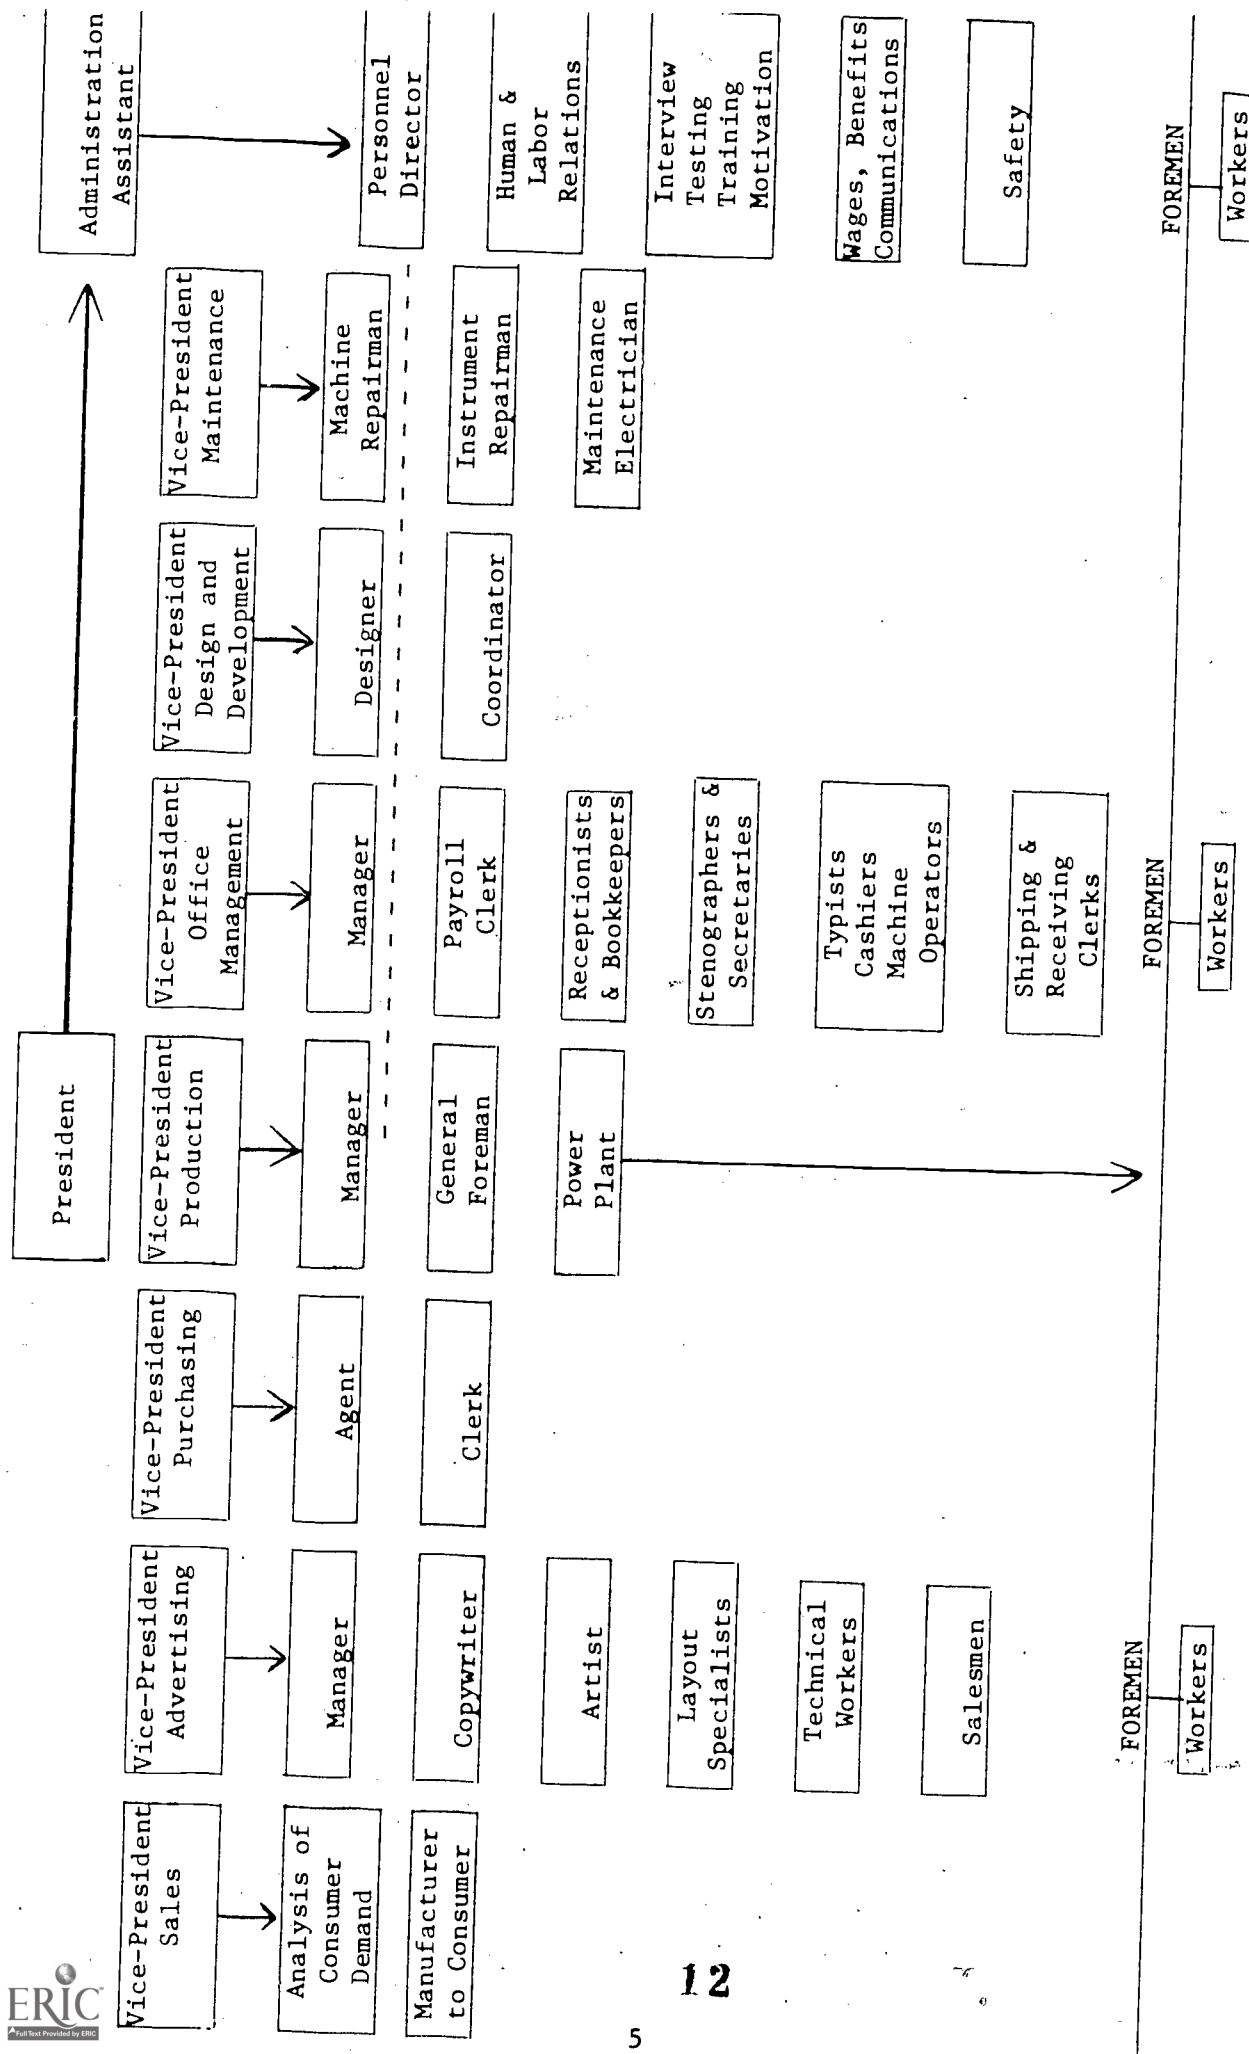 President
Administration
Assistant
Vice-President
Sales
Vice-President
Advertising
Vice-President
Purchasing
Vice-President
Production
Vice-President
Office
Management
Vice-President
Design and
Development
Vice-President
Maintenance
Analysis of
Consumer
Demand
Manager
Agent
Manager
Manager
Designer
Machine
Repairman
Personnel
Director
Manufacturer
to Consumer
Copywriter
Clerk
General
Foreman
Payroll
Clerk
Coordinator
Instrument
Repairman
Human &
Labor
Relations
Artist
Power
Plant
Receptionists
& Bookkeepers
Maintenance
Electrician
Interview
Testing
Training
Motivation
Layout
Specialists
Stenographers &
Secretaries
Technical
Workers
Typists
Cashiers
Machine
Operators
Wages, Benefits
Communications
Salesmen
Shipping &
Receiving
Clerks
Safety
FOREMEN
FOREMEN
FOREMEN
Workers
Workers
Workers
12
5
ERIC
Full Text Provided by ERIC